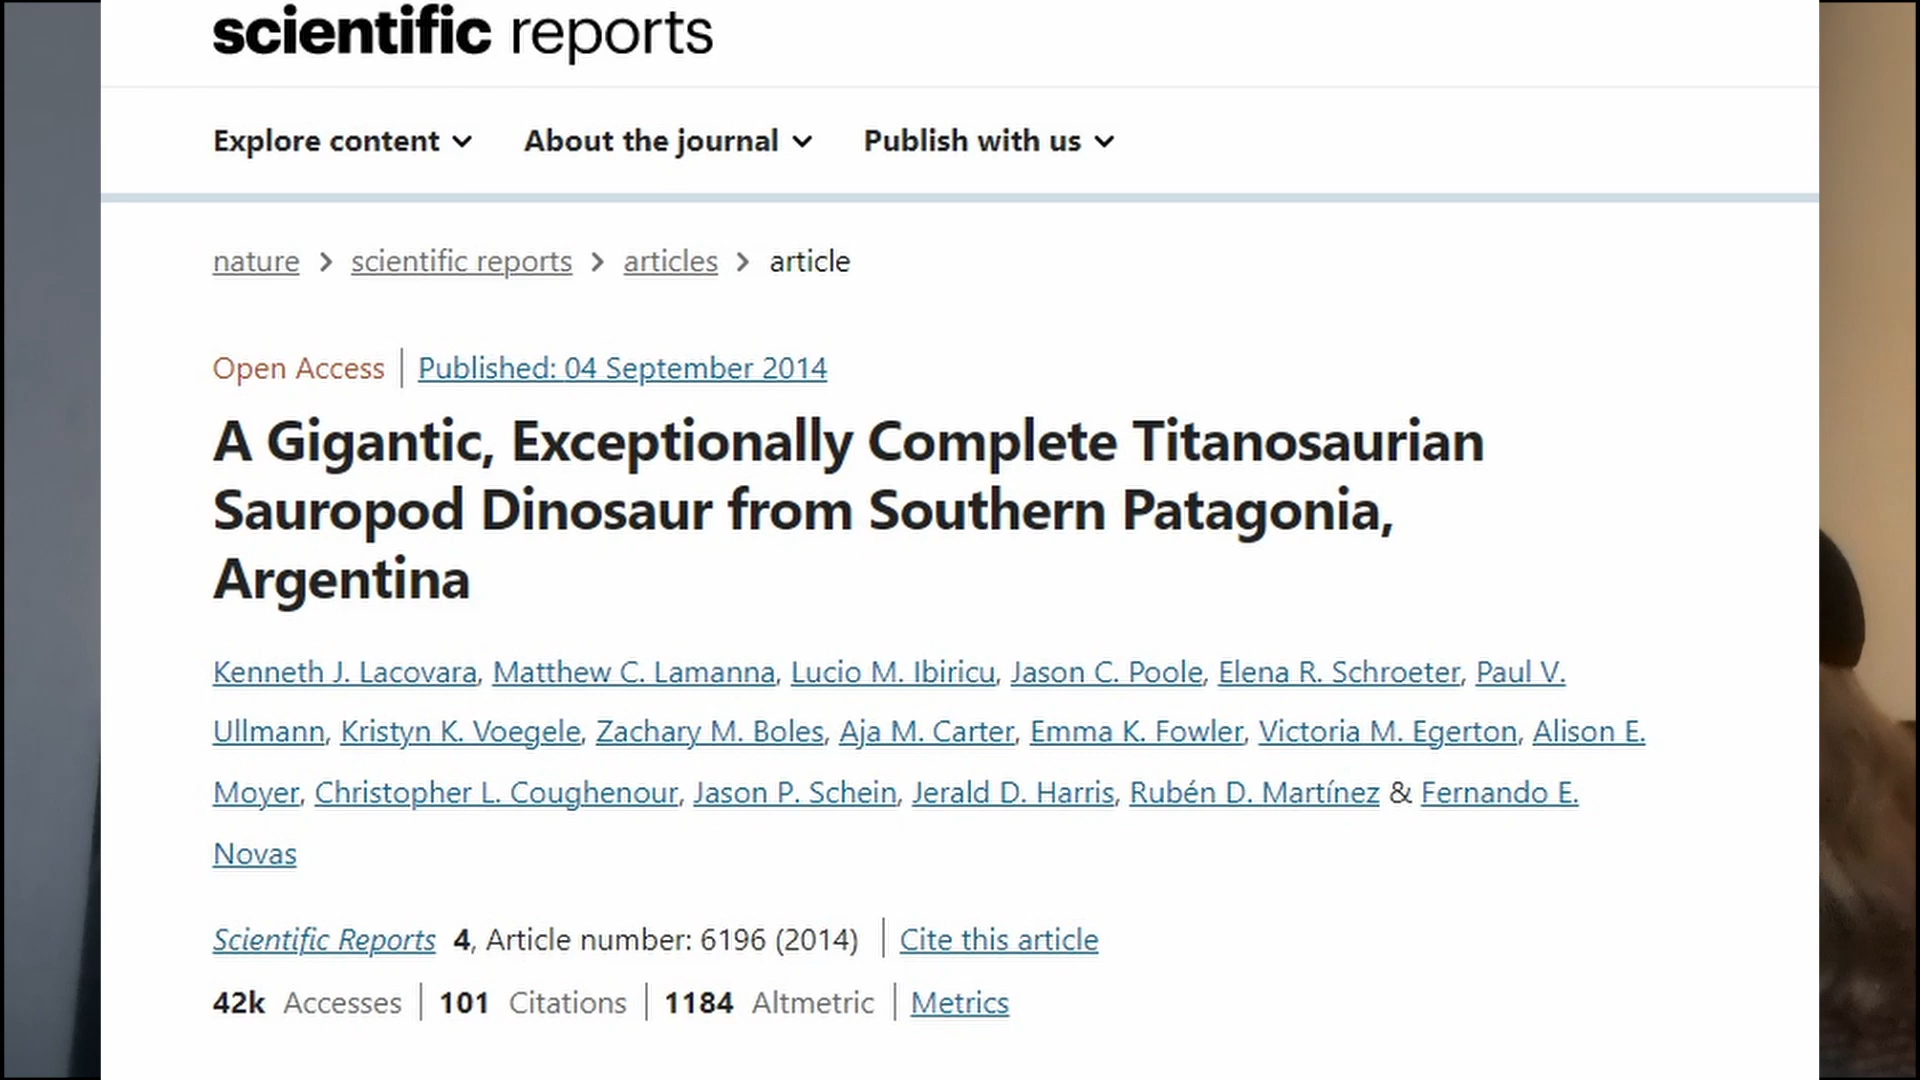 scientific reports
Explore content About the journal Publish with us
nature > scientific reports > articles > article
Open Access | Published: 04 September 2014
A Gigantic, Exceptionally Complete Titanosaurian
Sauropod Dinosaur from Southern Patagonia,
Argentina
Kenneth J. Lacovara, Matthew C. Lamanna, Lucio M. Ibiricu, Jason C. Poole, Elena R. Schroeter, Paul V.
Ullmann, Kristyn K. Voegele, Zachary M. Boles, Aja M. Carter, Emma K. Fowler, Victoria M. Egerton, Alison E.
Moyer, Christopher L. Coughenour, Jason P. Schein, Jerald D. Harris, Rubén D. Martínez & Fernando E.
Novas
Scientific Reports 4, Article number: 6196 (2014) | Cite this article
42k Accesses | 101 Citations | 1184 Altmetric | Metrics